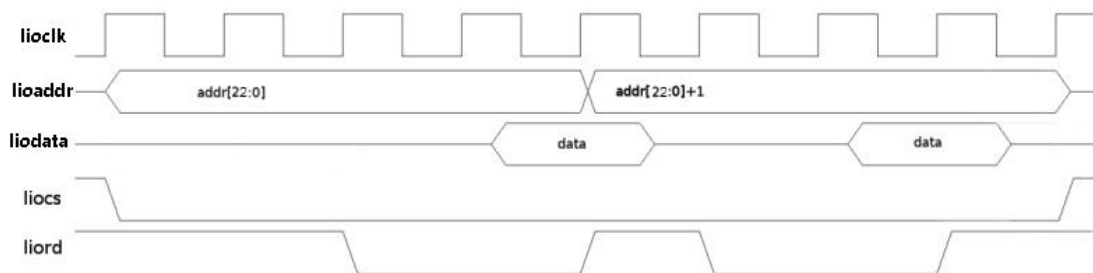 lioclk
lioaddr addr[22:0] addr[22:0]+1
liodata data data
liocs
liord